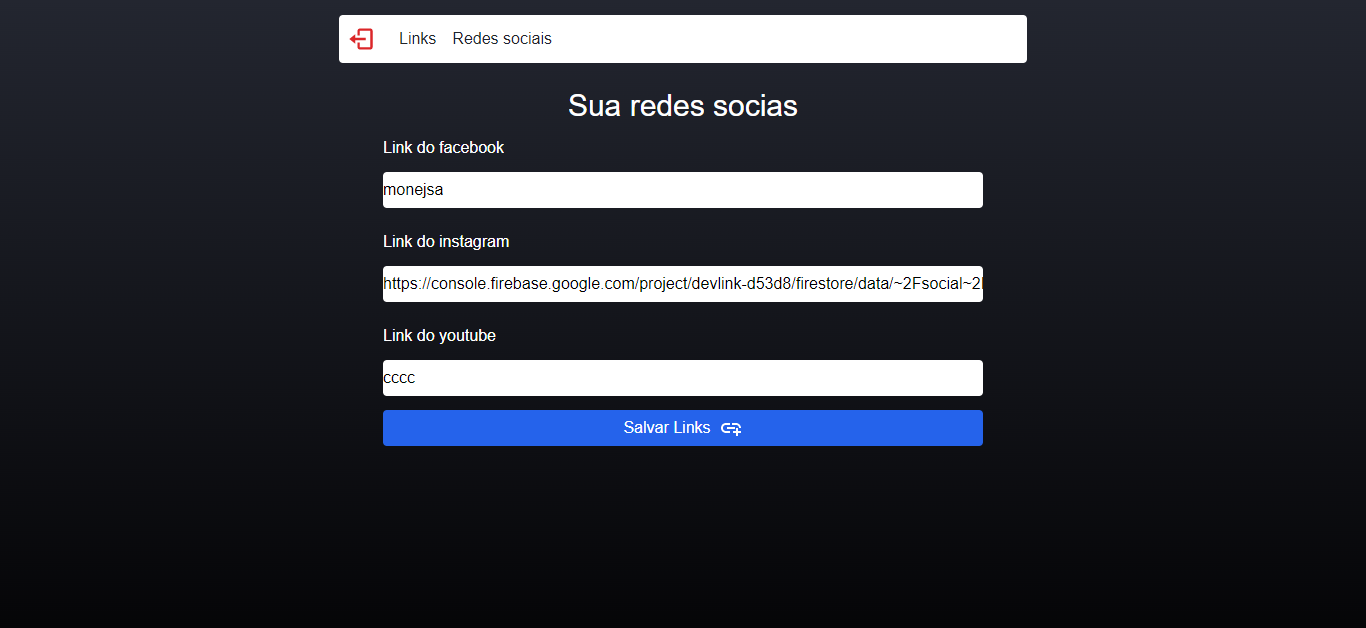 Links Redes sociais
Sua redes socias
Link do facebook
monejsa
Link do instagram
https://console.firebase.google.com/project/devlink-d53d8/firestore/data/~2Fsocial~2
Link do youtube
cccc
Salvar Links